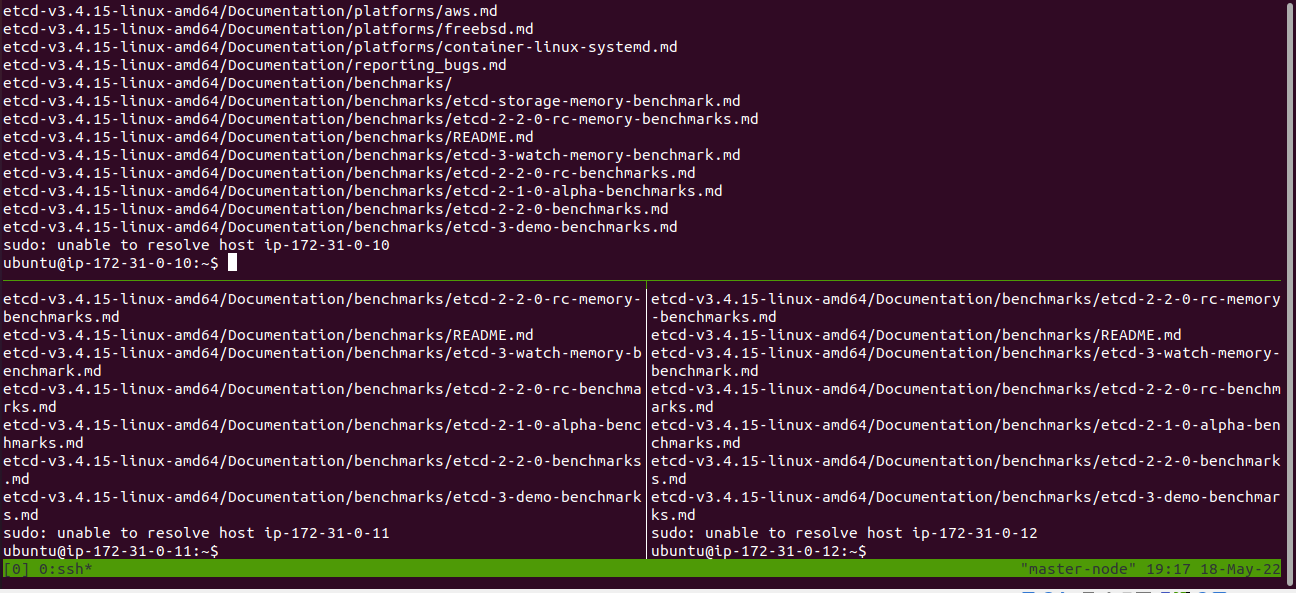 etcd-v3.4.15-linux-amd64/Documentation/platforms/aws.md
etcd-v3.4.15-linux-amd64/Documentation/platforms/freebsd.md
etcd-v3.4.15-linux-amd64/Documentation/platforms/container-linux-systemd.md
etcd-v3.4.15-linux-amd64/Documentation/reporting_bugs.md
etcd-v3.4.15-linux-amd64/Documentation/benchmarks/
etcd-v3.4.15-linux-amd64/Documentation/benchmarks/etcd-storage-memory-benchmark.md
etcd-v3.4.15-linux-amd64/Documentation/benchmarks/etcd-2-2-0-rc-memory-benchmarks.md
etcd-v3.4.15-linux-amd64/Documentation/benchmarks/README.md
etcd-v3.4.15-linux-amd64/Documentation/benchmarks/etcd-3-watch-memory-benchmark.md
etcd-v3.4.15-linux-amd64/Documentation/benchmarks/etcd-2-2-0-rc-benchmarks.md
etcd-v3.4.15-linux-amd64/Documentation/benchmarks/etcd-2-1-0-alpha-benchmarks.md
etcd-v3.4.15-linux-amd64/Documentation/benchmarks/etcd-2-2-0-benchmarks.md
etcd-v3.4.15-linux-amd64/Documentation/benchmarks/etcd-3-demo-benchmarks.md
sudo: unable to resolve host ip-172-31-0-10
ubuntu@ip-172-31-0-10:~$
etcd-v3.4.15-linux-amd64/Documentation/benchmarks/etcd-2-2-0-rc-memory-
benchmarks.md
etcd-v3.4.15-linux-amd64/Documentation/benchmarks/README.md
etcd-v3.4.15-linux-amd64/Documentation/benchmarks/etcd-3-watch-memory-b
enchmark.md
etcd-v3.4.15-linux-amd64/Documentation/benchmarks/etcd-2-2-0-rc-benchma
rks.md
etcd-v3.4.15-linux-amd64/Documentation/benchmarks/etcd-2-1-0-alpha-benc
hmarks.md
etcd-v3.4.15-linux-amd64/Documentation/benchmarks/etcd-2-2-0-benchmarks
.md
etcd-v3.4.15-linux-amd64/Documentation/benchmarks/etcd-3-demo-benchmark
s.md
sudo: unable to resolve host ip-172-31-0-11
ubuntu@ip-172-31-0-11:~$
etcd-v3.4.15-linux-amd64/Documentation/benchmarks/etcd-2-2-0-rc-memory
-benchmarks.md
etcd-v3.4.15-linux-amd64/Documentation/benchmarks/README.md
etcd-v3.4.15-linux-amd64/Documentation/benchmarks/etcd-3-watch-memory-
benchmark.md
etcd-v3.4.15-linux-amd64/Documentation/benchmarks/etcd-2-2-0-rc-benchm
arks.md
etcd-v3.4.15-linux-amd64/Documentation/benchmarks/etcd-2-1-0-alpha-ben
chmarks.md
etcd-v3.4.15-linux-amd64/Documentation/benchmarks/etcd-2-2-0-benchmark
s.md
etcd-v3.4.15-linux-amd64/Documentation/benchmarks/etcd-3-demo-benchmar
ks.md
sudo: unable to resolve host ip-172-31-0-12
ubuntu@ip-172-31-0-12:~$
[0] 0:ssh* "master-node" 19:17 18-May-22